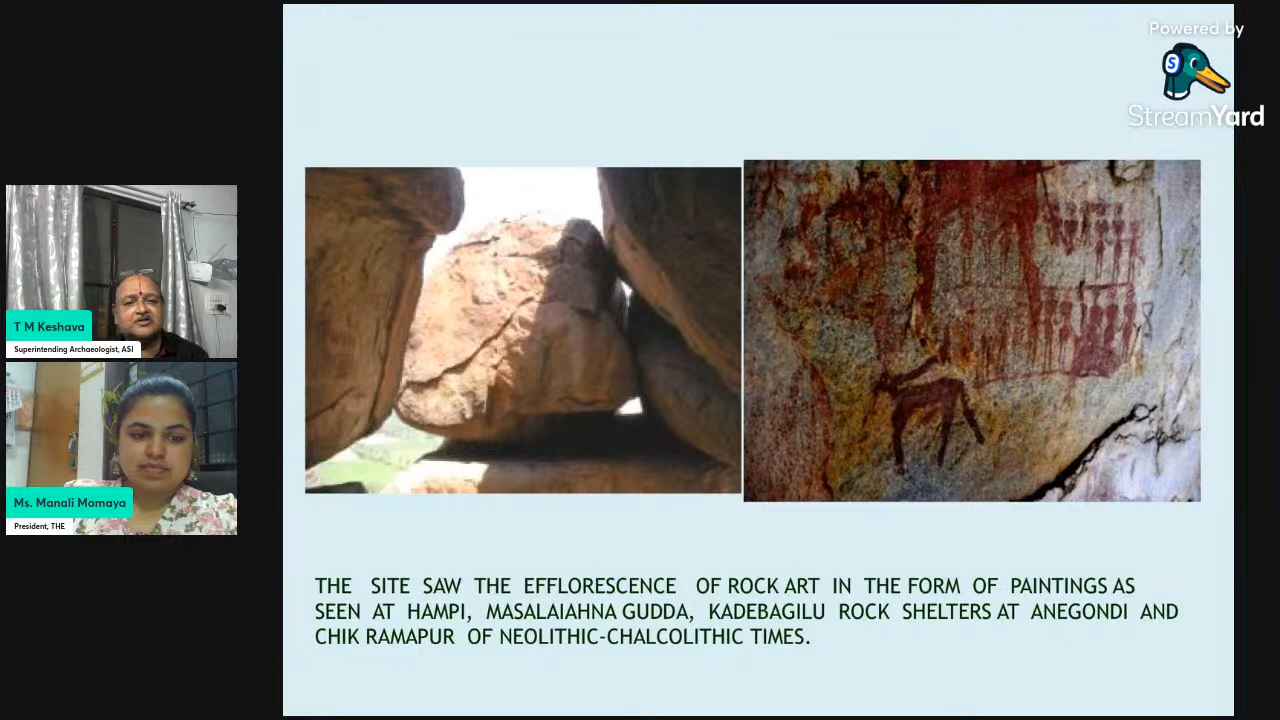 Powered by
S
StreamYard
T M Keshava
Superintending Archaeologist, ASI
Ms. Manali Momaya
President, THE
THE SITE SAW THE EFFLORESCENCE OF ROCK ART IN THE FORM OF PAINTINGS AS
SEEN AT HAMPI, MASALAIAHNA GUDDA, KADEBAGILU ROCK SHELTERS AT ANEGONDI AND
CHIK RAMAPUR OF NEOLITHIC-CHALCOLITHIC TIMES.